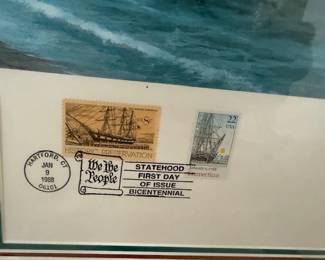 8c
HISTORIC PRESERVATION
22
USA
Connecticut
HARTFORD, CT
JAN
9
1988
06101
We the
People
STATEHOOD
FIRST DAY
OF ISSUE
BICENTENNIAL